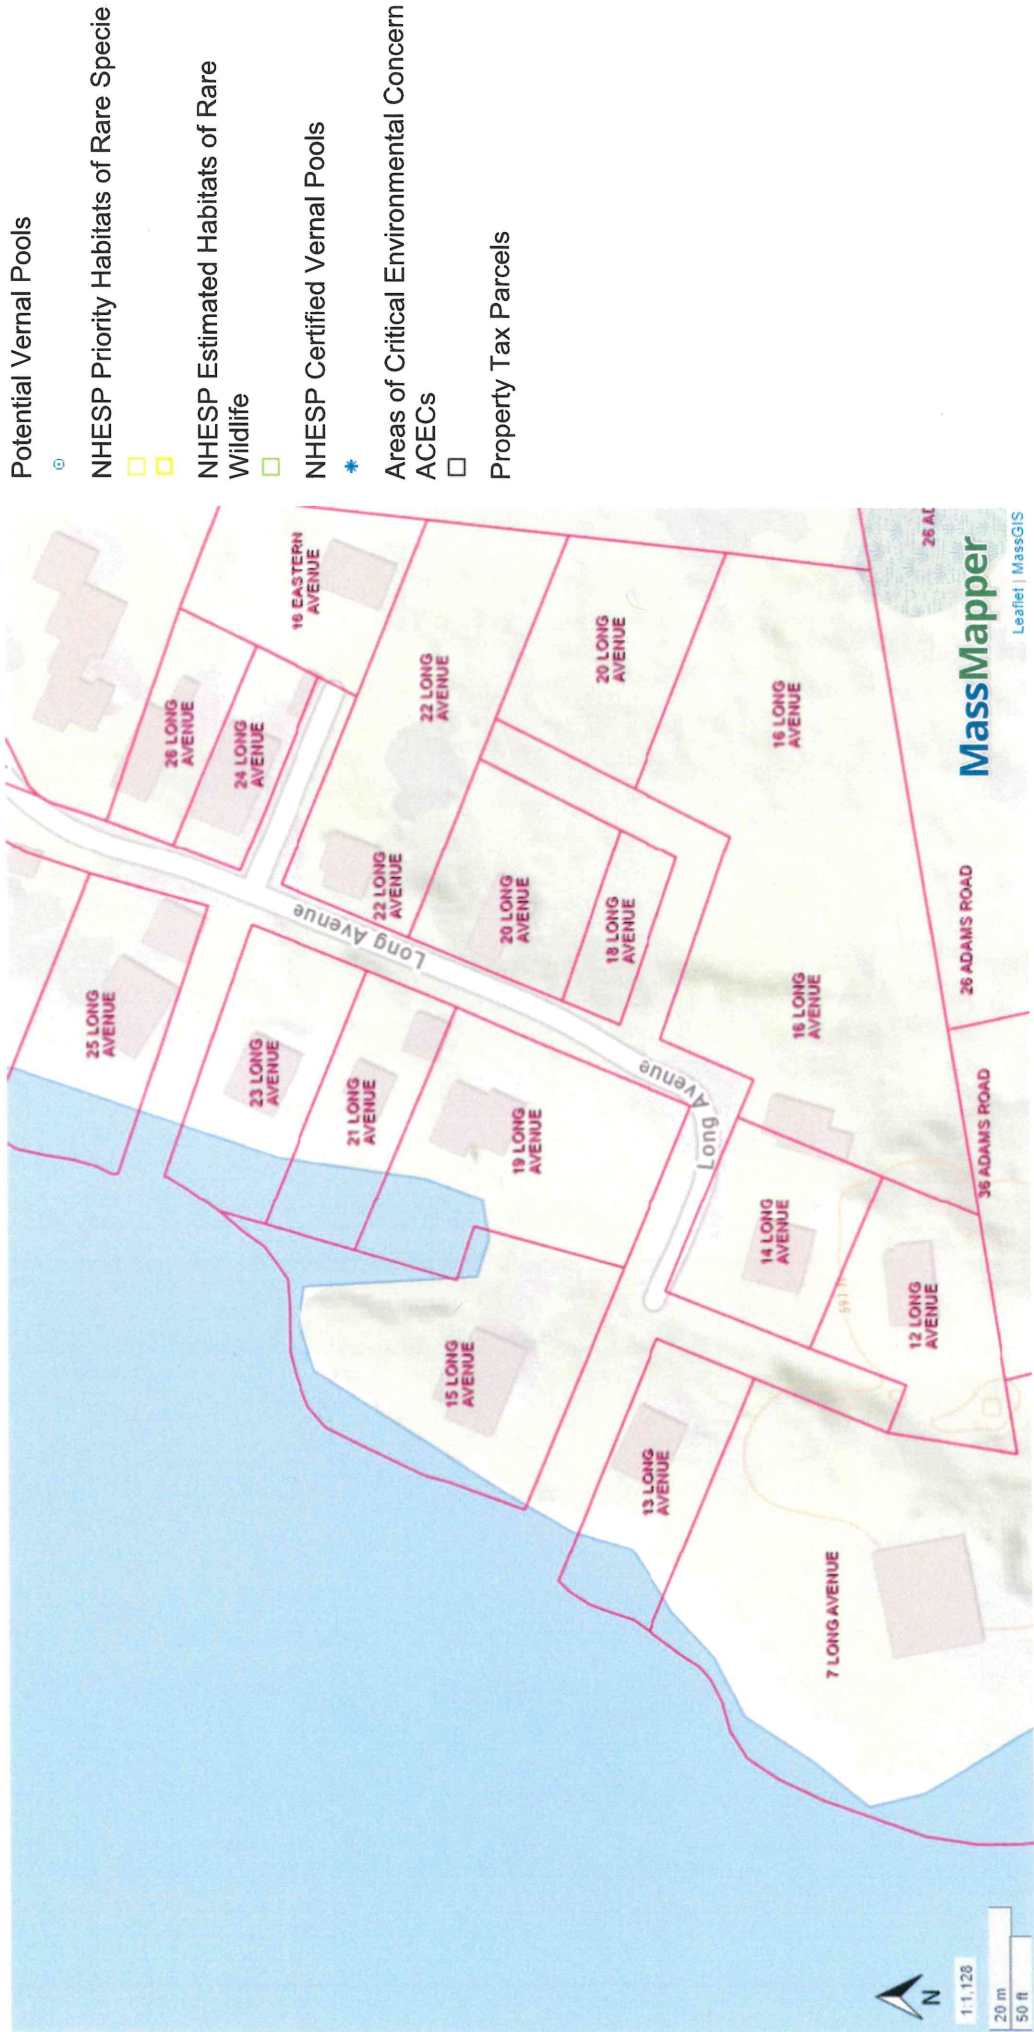 Potential Vernal Pools
NHESP Priority Habitats of Rare Specie
NHESP Estimated Habitats of Rare
Wildlife
NHESP Certified Vernal Pools
Areas of Critical Environmental Concern
ACECs
Property Tax Parcels
25 LONG
AVENUE
26 LONG
AVENUE
24 LONG
AVENUE
16 EASTERN
AVENUE
23 LONG
AVENUE
21 LONG
AVENUE
Long Avenue
22 LONG
AVENUE
22 LONG
AVENUE
15 LONG
AVENUE
19 LONG
AVENUE
20 LONG
AVENUE
20 LONG
AVENUE
18 LONG
AVENUE
13 LONG
AVENUE
Long Avenue
14 LONG
AVENUE
16 LONG
AVENUE
16 LONG
AVENUE
7 LONG AVENUE
12 LONG
AVENUE
36 ADAMS ROAD
26 ADAMS ROAD
26 AD
N
1:1,128
20 m
50 ft
MassMapper
Leaflet | MassGIS